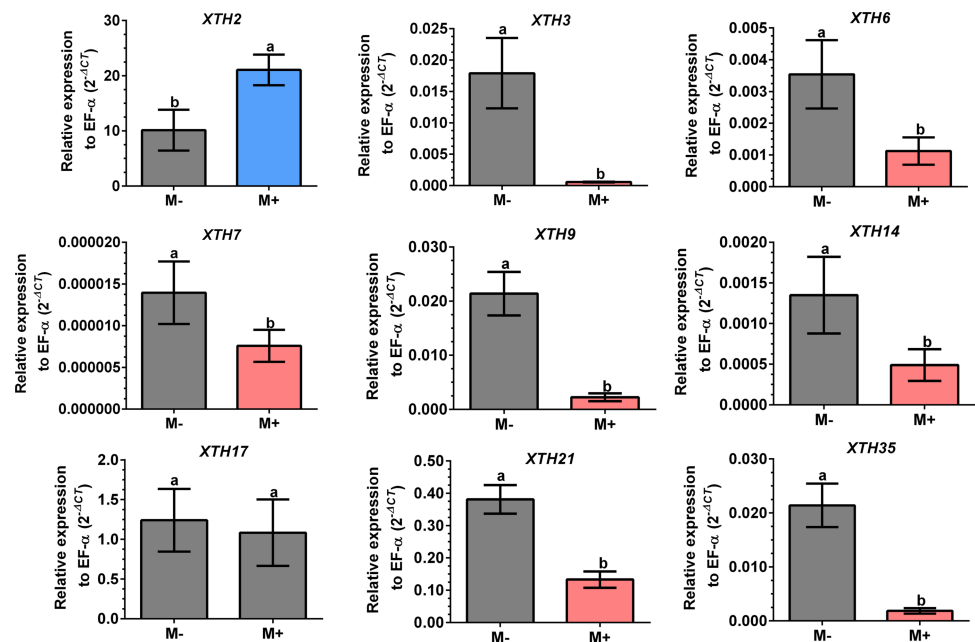 XTH2
Relative expression
to EF-α (2^-ΔCT)
30
20
10
0
b
a
M-
M+
XTH3
Relative expression
to EF-α (2^-ΔCT)
0.025
0.020
0.015
0.010
0.005
0.000
a
b
M-
M+
XTH6
Relative expression
to EF-α (2^-ΔCT)
0.005
0.004
0.003
0.002
0.001
0.000
a
b
M-
M+
XTH7
Relative expression
to EF-α (2^-ΔCT)
0.000020
0.000015
0.000010
0.000005
0.000000
a
b
M-
M+
XTH9
Relative expression
to EF-α (2^-ΔCT)
0.030
0.020
0.010
0.000
a
b
M-
M+
XTH14
Relative expression
to EF-α (2^-ΔCT)
0.0020
0.0015
0.0010
0.0005
0.0000
a
b
M-
M+
XTH17
Relative expression
to EF-α (2^-ΔCT)
2.0
1.5
1.0
0.5
0.0
a
a
M-
M+
XTH21
Relative expression
to EF-α (2^-ΔCT)
0.50
0.40
0.30
0.20
0.10
0.00
a
b
M-
M+
XTH35
Relative expression
to EF-α (2^-ΔCT)
0.030
0.020
0.010
0.000
a
b
M-
M+